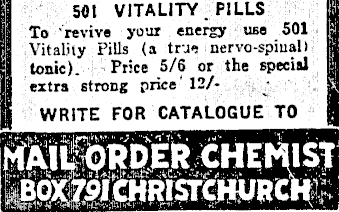 501 VITALITY PILLS
To revive your energy use 501
Vitality Pills (a true nervo-spinal
tonic). Price 5/6 or the special
extra strong price 12/-
WRITE FOR CATALOGUE TO
MAIL ORDER CHEMIST
BOX 791 CHRISTCHURCH